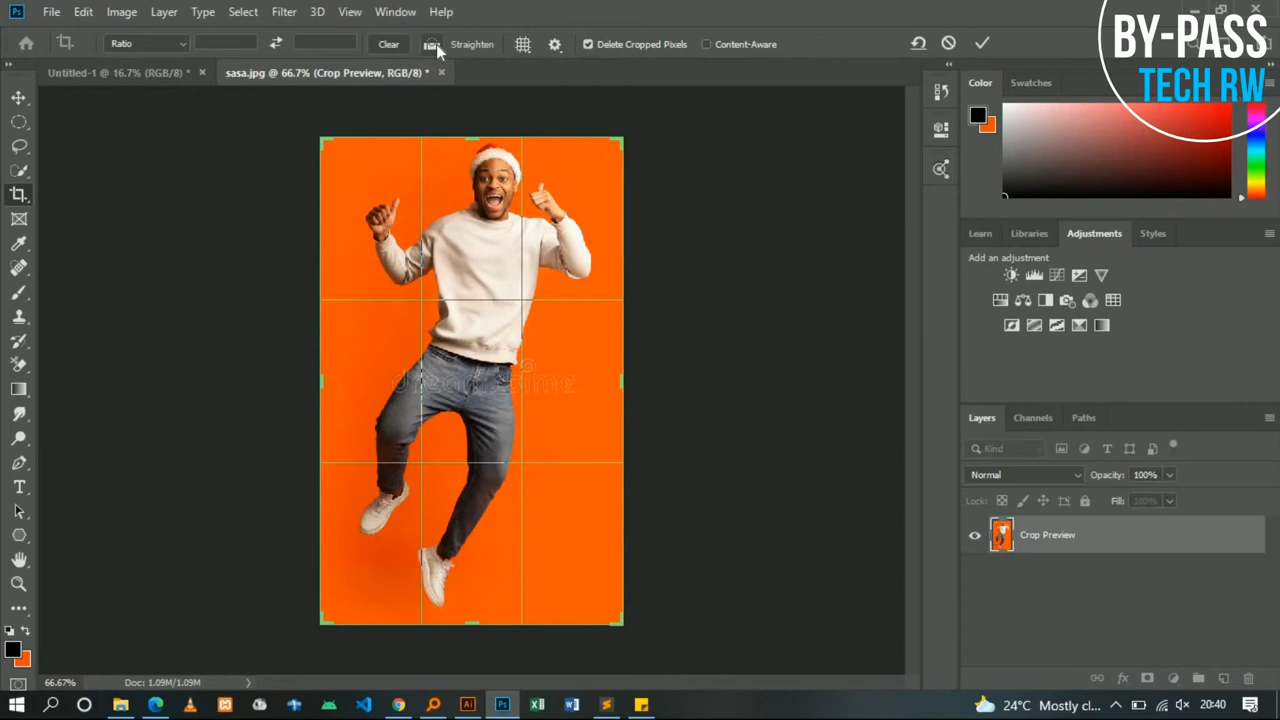 File Edit Image Layer Type Select Filter 3D View Window Help
BY-PASS
TECH RW
Ratio Clear Straighten Delete Cropped Pixels Content-Aware
Untitled-1 @ 16.7% (RGB/8) * × sasa.jpg @ 66.7% (Crop Preview, RGB/8) * ×
Color Swatches
Learn Libraries Adjustments Styles
Add an adjustment
dreamstime
Layers Channels Paths
Kind
Normal Opacity: 100%
Lock: Fill: 100%
Crop Preview
66.67% Doc: 1.09M/1.09M
24°C Mostly cl... 20:40